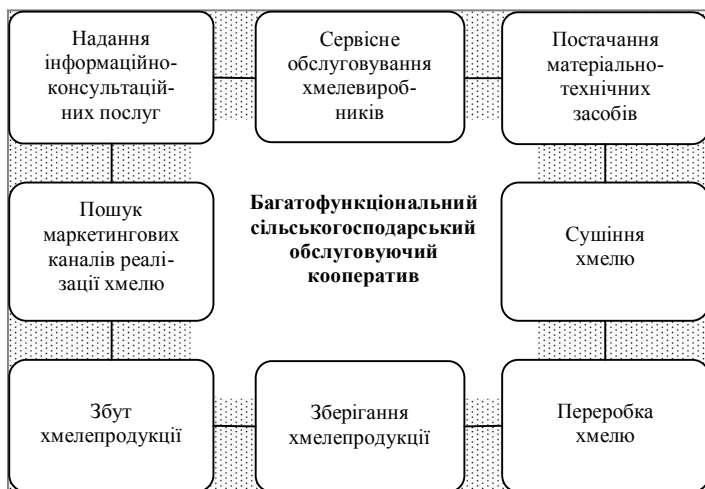 Надання
інформаційно-
консультацій-
них послуг
Сервісне
обслуговування
хмелевироб-
ників
Постачання
матеріально-
технічних
засобів
Пошук
маркетингових
каналів реалі-
зації хмелю
Багатофункціональний
сільськогосподарський
обслуговуючий
кооператив
Сушіння
хмелю
Збут
хмелепродукції
Зберігання
хмелепродукції
Переробка
хмелю